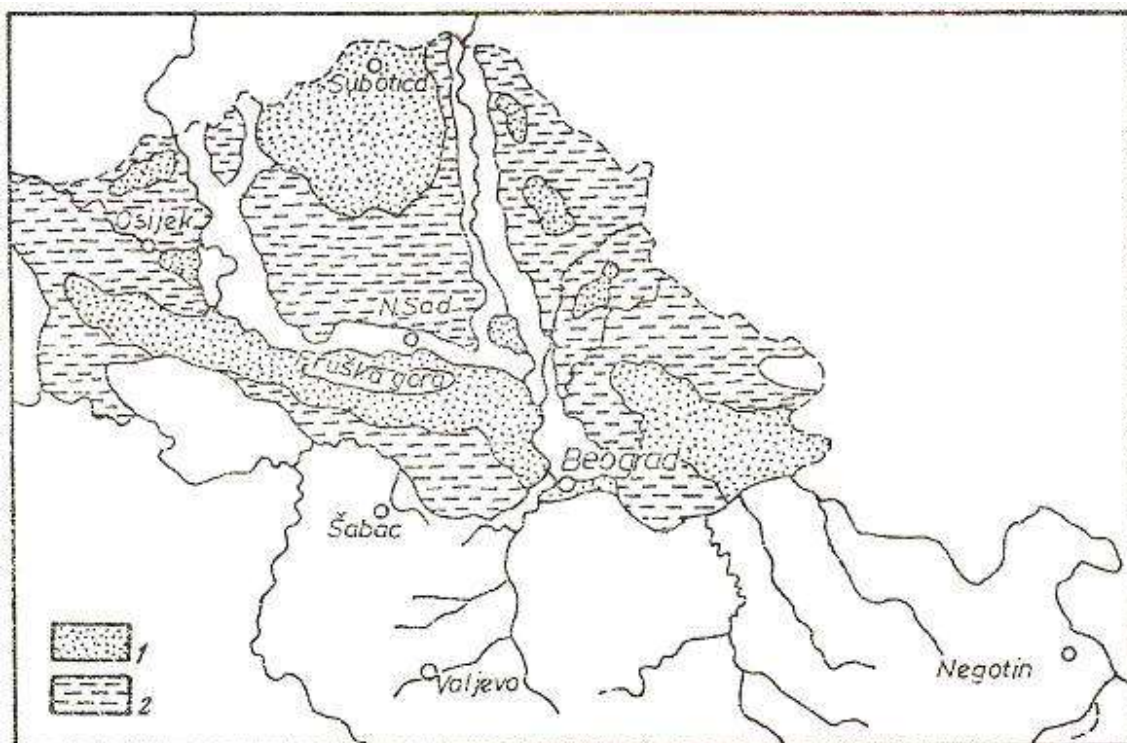 Subotica
Osijek
N.Sad
Fruška gora
Beograd
Šabac
1
2
Valjevo
Negotin